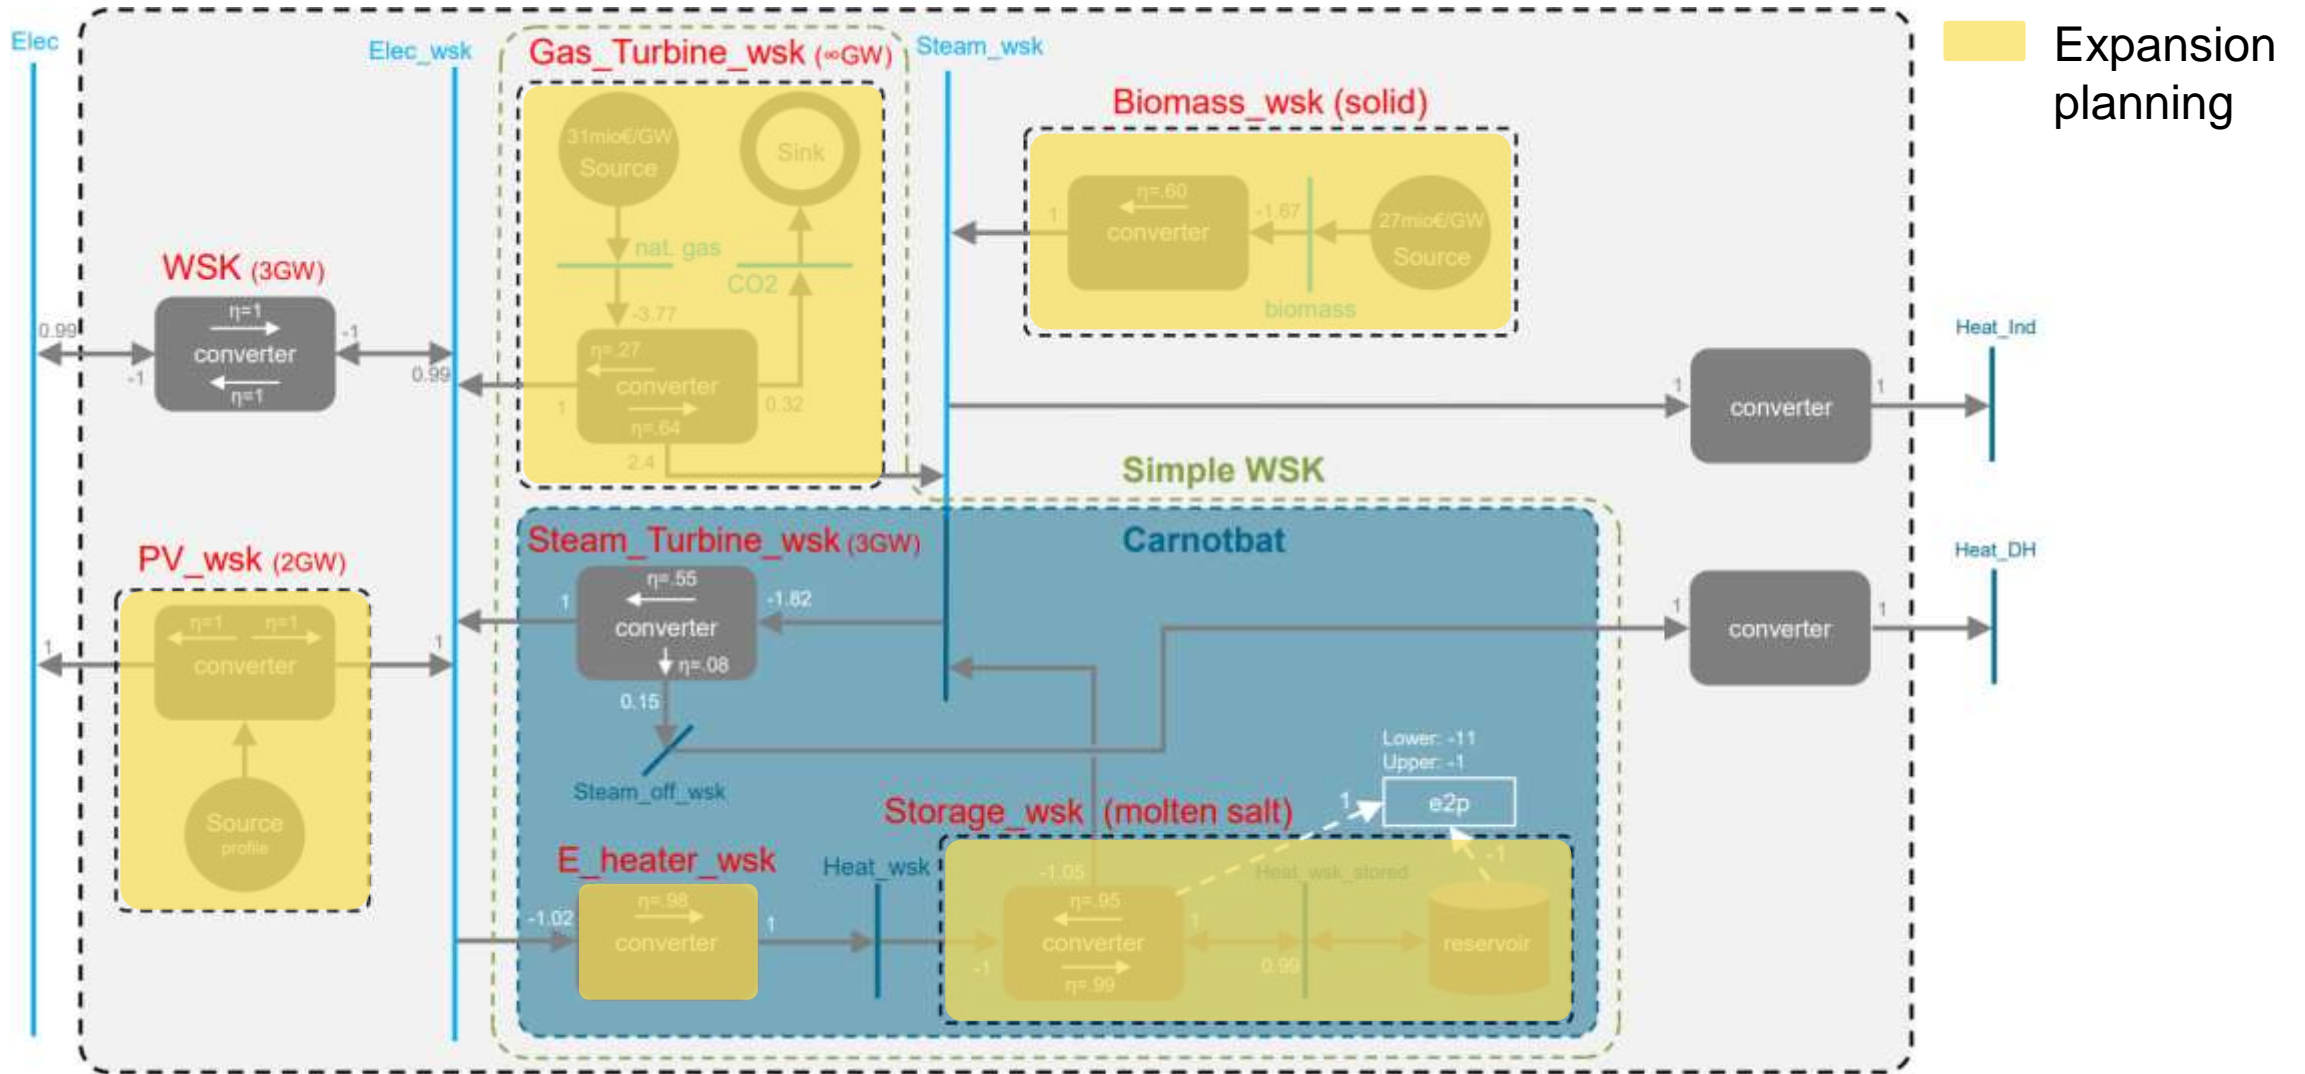 Elec
Elec_wsk
Gas_Turbine_wsk (∞GW)
Steam_wsk
Expansion
planning
Biomass_wsk (solid)
31mio€/GW
Source
Sink
η=.60
converter
1
-1.67
27mio€/GW
Source
biomass
nat. gas
CO2
-3.77
WSK (3GW)
η=1
converter
η=1
0.99
-1
-1
0.99
η=.27
converter
η=.64
1
0.32
2.4
Heat_Ind
1
converter
1
Simple WSK
Carnotbat
Steam_Turbine_wsk (3GW)
η=.55
converter
η=.08
1
-1.82
0.15
Steam_off_wsk
Heat_DH
1
converter
1
PV_wsk (2GW)
η=1 η=1
converter
1
1
Source
profile
Lower: -11
Upper: -1
e2p
1
-1
Storage_wsk (molten salt)
E_heater_wsk
Heat_wsk
-1.02
η=.98
converter
1
-1.05
η=.95
converter
η=.99
-1
1
Heat_wsk_stored
0.99
reservoir